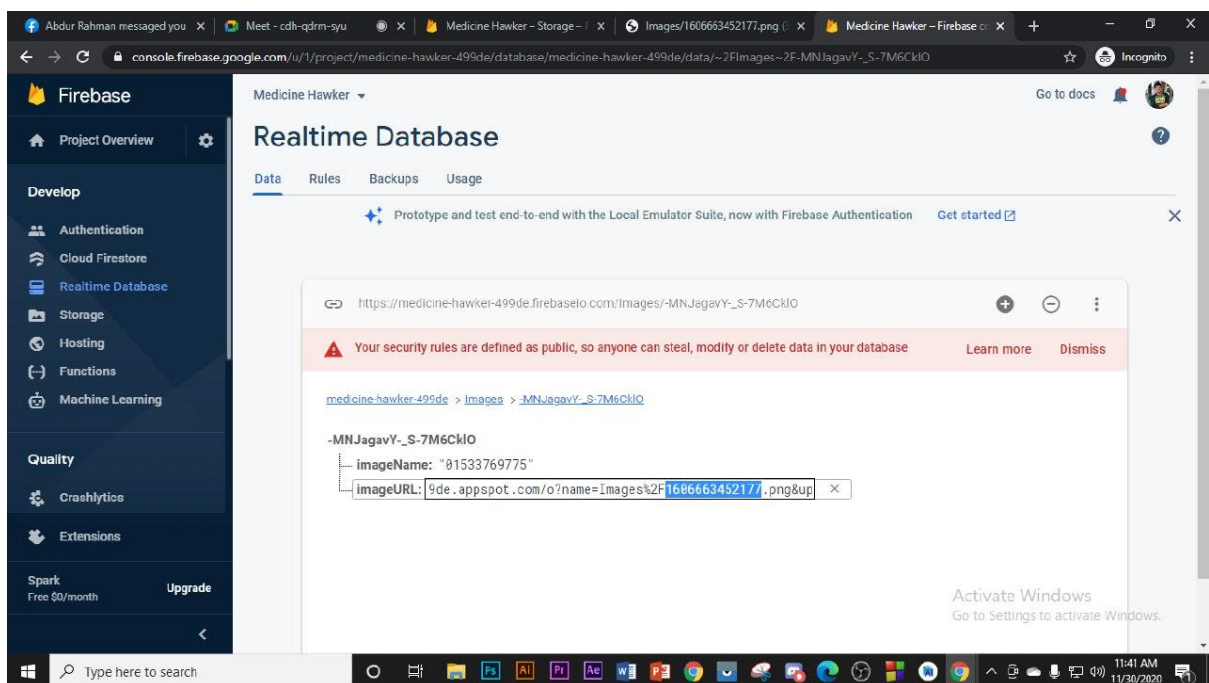 Abdur Rahman messaged you
Meet - cdh-qdrm-syu
Medicine Hawker – Storage –
Images/1606663452177.png (
Medicine Hawker – Firebase co
console.firebase.google.com/u/1/project/medicine-hawker-499de/database/medicine-hawker-499de/data/~2FImages~2F-MNJagavY-_S-7M6CklO
Incognito
Firebase
Medicine Hawker
Go to docs
Project Overview
Realtime Database
Data Rules Backups Usage
Develop
Prototype and test end-to-end with the Local Emulator Suite, now with Firebase Authentication Get started
Authentication
Cloud Firestore
Realtime Database
Storage
Hosting
Functions
Machine Learning
https://medicine-hawker-499de.firebaseio.com/Images/-MNJagavY-_S-7M6CklO
Your security rules are defined as public, so anyone can steal, modify or delete data in your database Learn more Dismiss
medicine-hawker-499de > Images > -MNJagavY-_S-7M6CklO
-MNJagavY-_S-7M6CklO
imageName: "01533769775"
imageURL: 9de.appspot.com/o?name=Images%2F1606663452177.png&up
Quality
Crashlytics
Extensions
Spark
Free $0/month
Upgrade
Activate Windows
Go to Settings to activate Windows.
Type here to search
Ps Ai Pr Ae
11:41 AM
11/30/2020